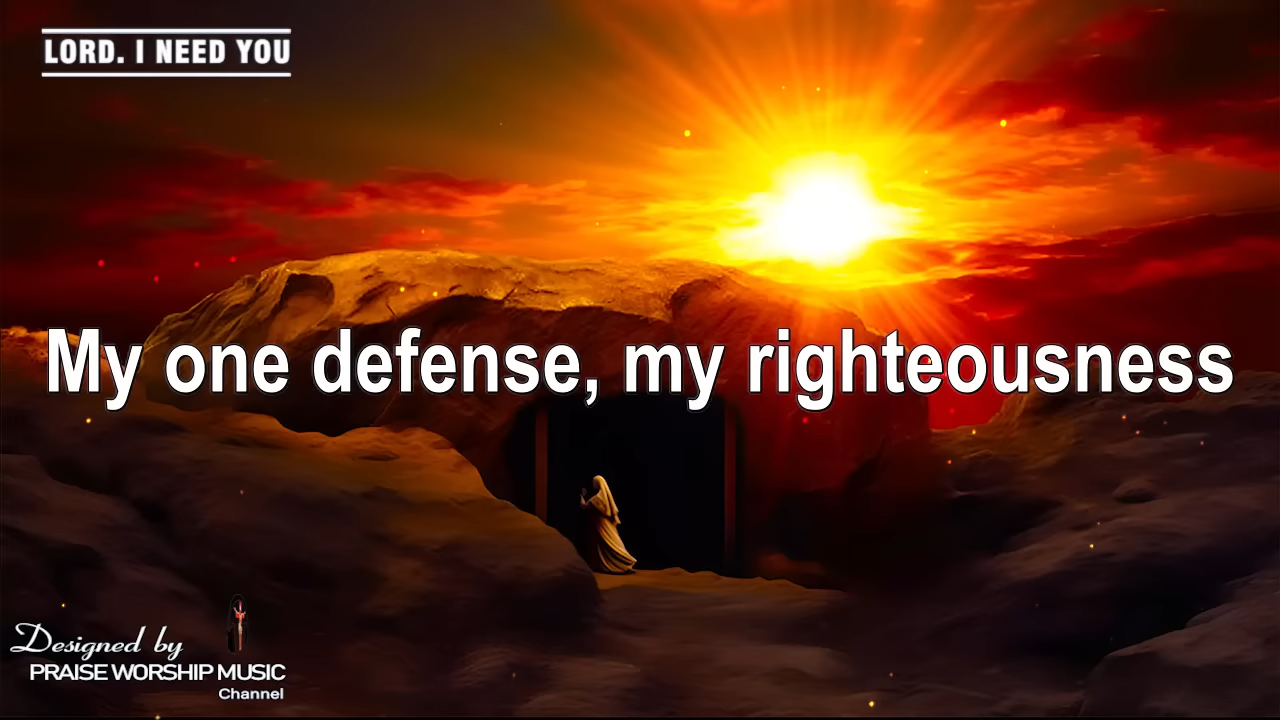 LORD. I NEED YOU
My one defense, my righteousness
Designed by
PRAISE WORSHIP MUSIC
Channel